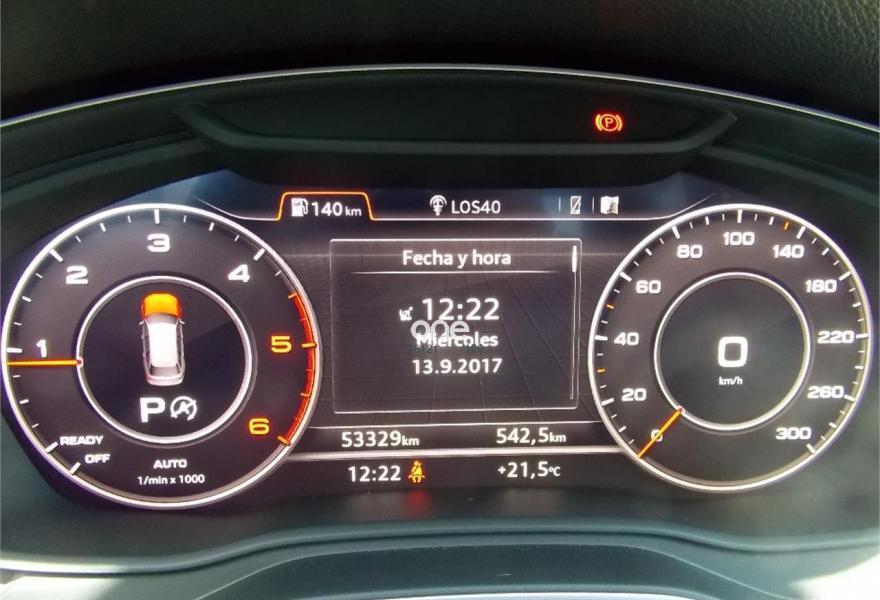 P
140 km
LOS40
Fecha y hora
12:22
Miércoles
13.9.2017
one
1
2
3
4
5
6
P
READY
OFF
AUTO
1/min x 1000
0
20
40
60
80
100
140
180
220
260
300
0
km/h
53329km
542,5km
12:22
+21,5°C